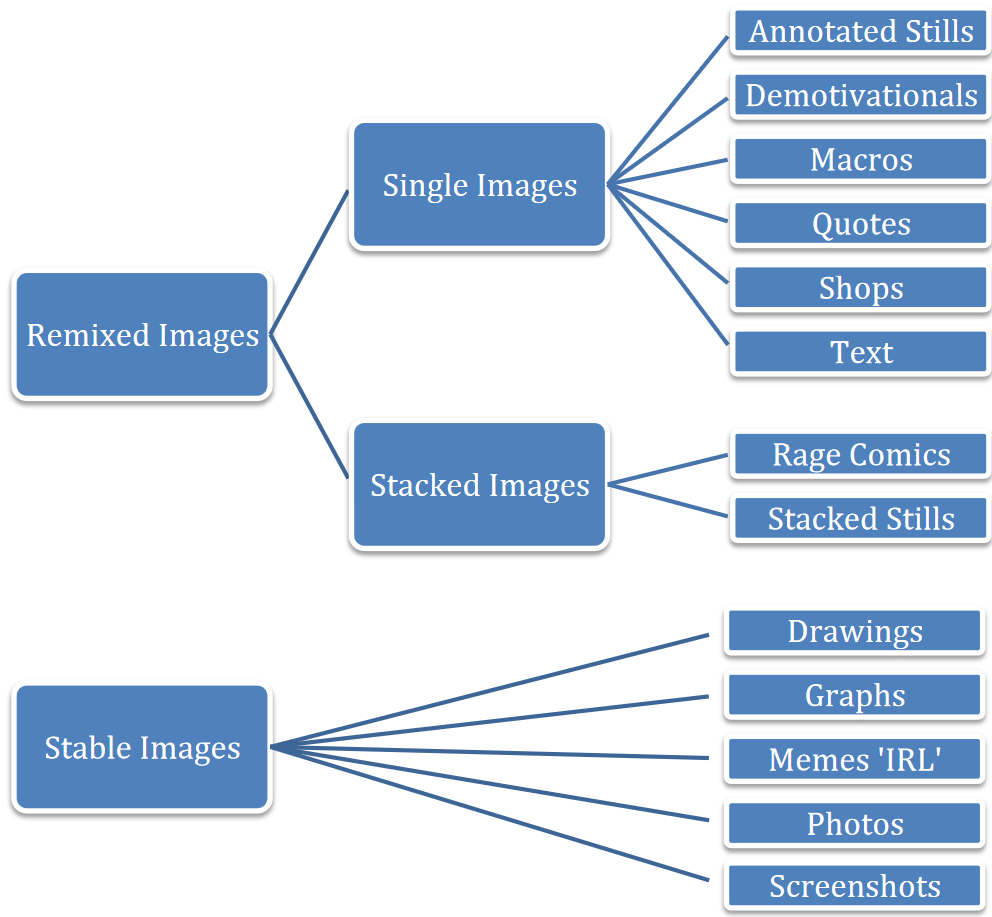 Remixed Images
Single Images
Annotated Stills
Demotivationals
Macros
Quotes
Shops
Text
Stacked Images
Rage Comics
Stacked Stills
Stable Images
Drawings
Graphs
Memes 'IRL'
Photos
Screenshots